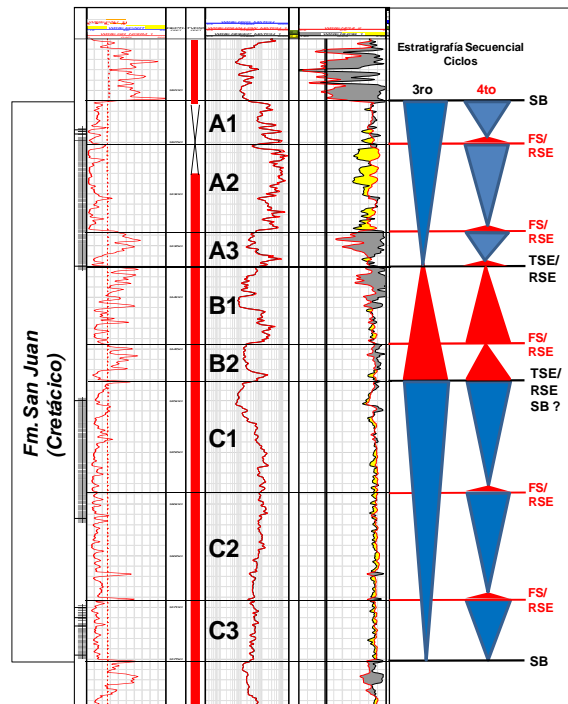 Estratigrafía Secuencial
Ciclos
3ro
4to
SB
A1
FS/
RSE
A2
FS/
RSE
A3
TSE/
RSE
B1
FS/
RSE
B2
TSE/
RSE
SB ?
Fm. San Juan
(Cretácico)
C1
FS/
RSE
C2
FS/
RSE
C3
SB